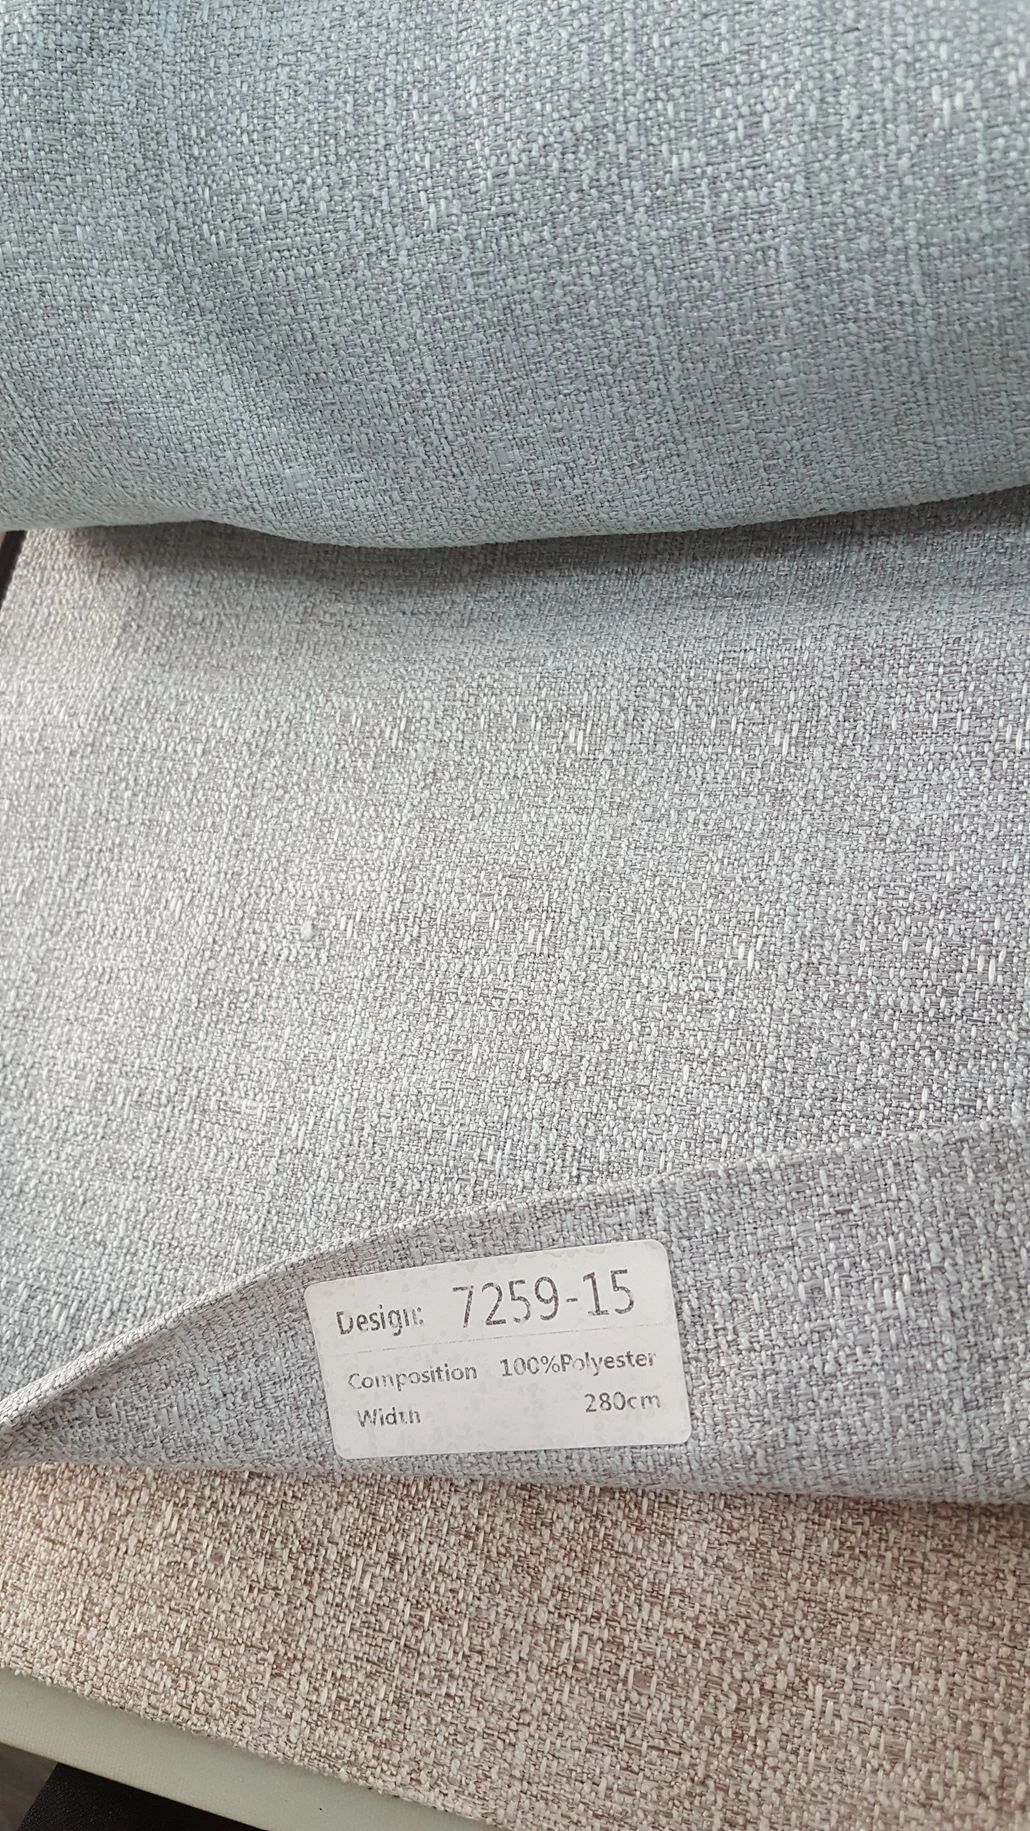 Design: 7259-15
Composition 100%Polyester
Width 280cm